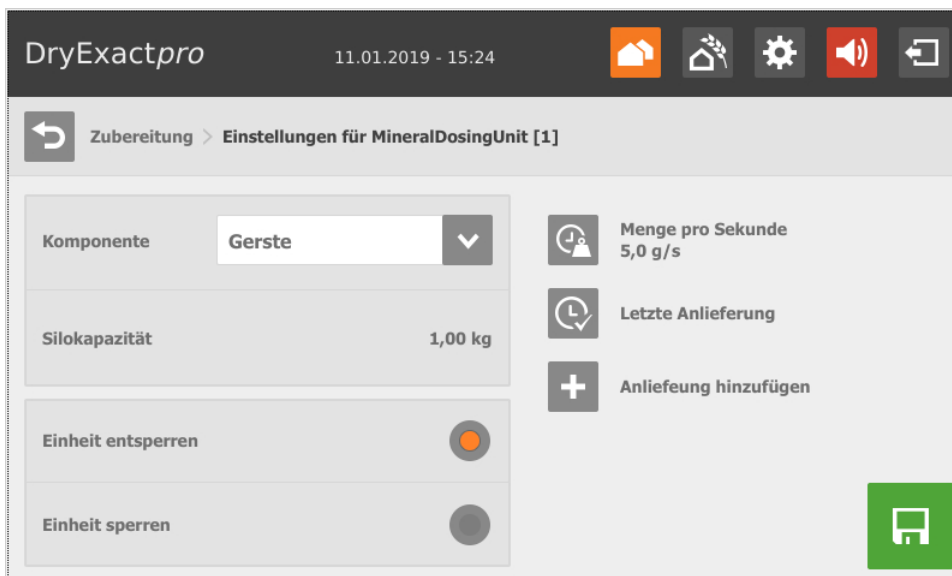 DryExactpro
11.01.2019 - 15:24
Zubereitung > Einstellungen für MineralDosingUnit [1]
Komponente
Gerste
Silokapazität
1,00 kg
Einheit entsperren
Einheit sperren
Menge pro Sekunde
5,0 g/s
Letzte Anlieferung
Anliefeung hinzufügen